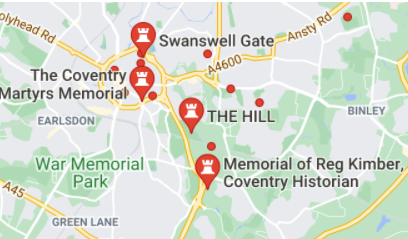 olyhead Rd
Swanswell Gate
Ansty Rd
A4600
The Coventry
Martyrs Memorial
THE HILL
BINLEY
EARLSDON
War Memorial
Park
Memorial of Reg Kimber,
Coventry Historian
A45
GREEN LANE